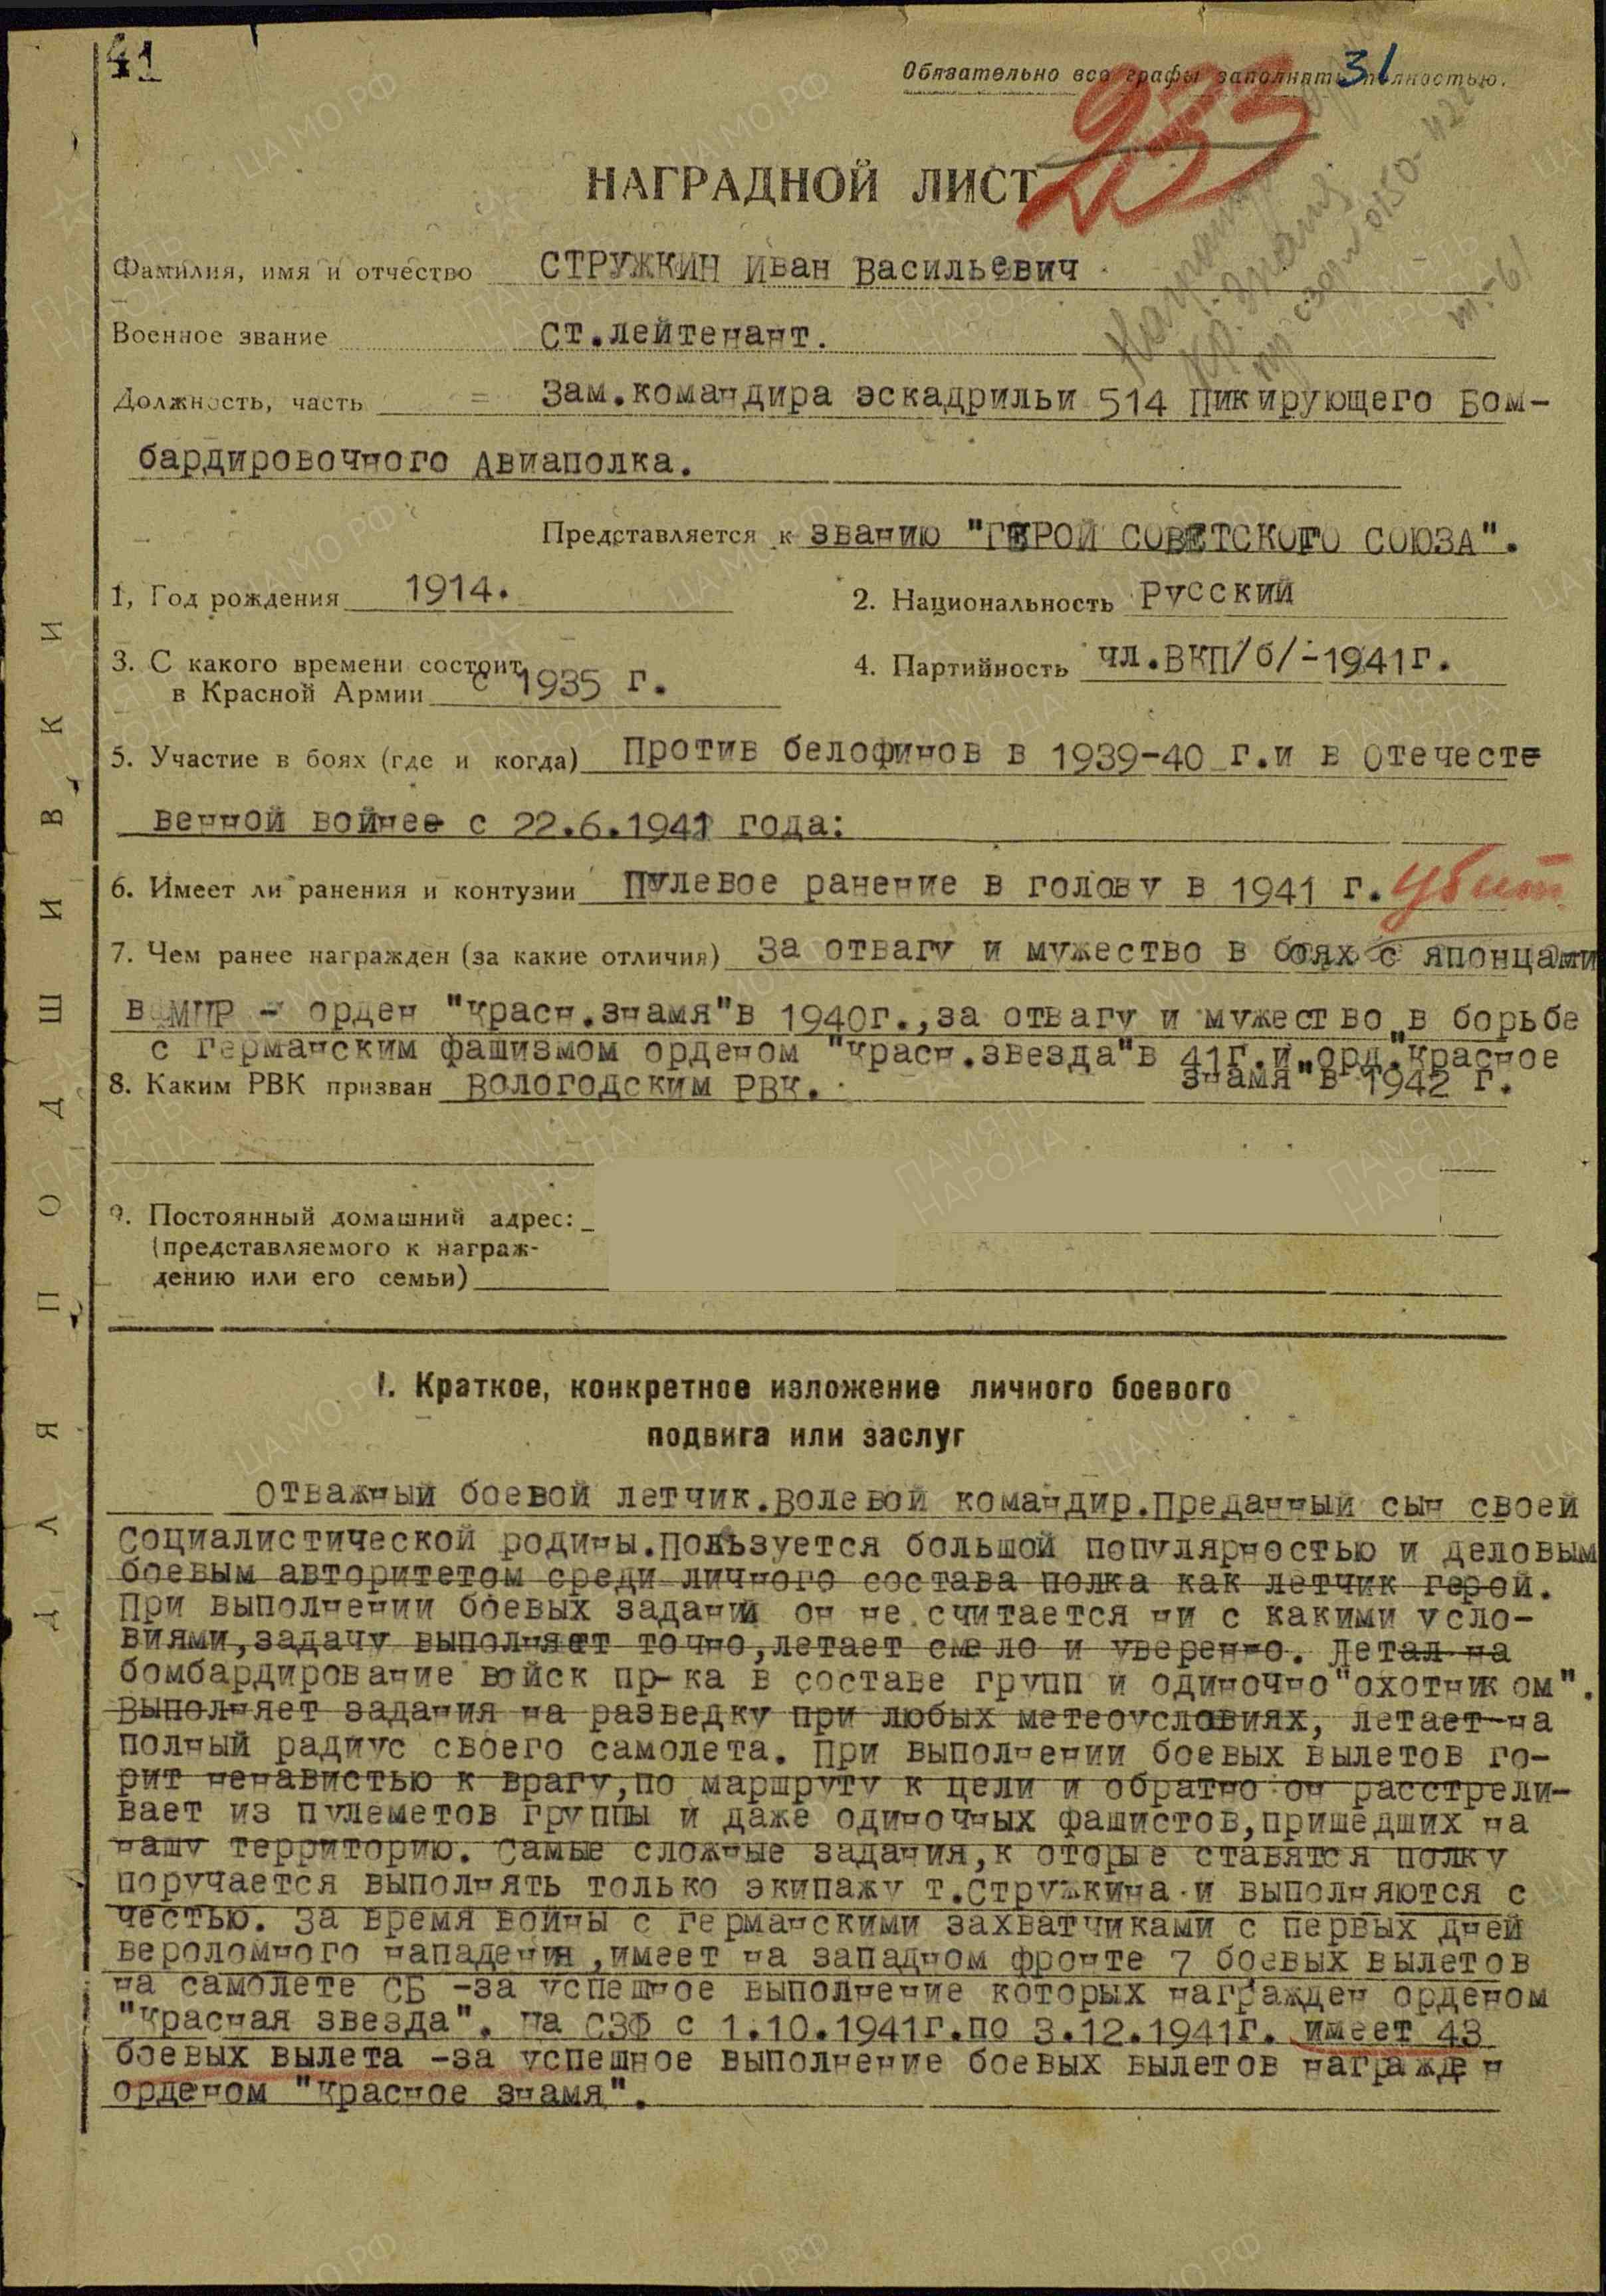 41
Обязательно все графы заполнять полностью.
31
233
НАГРАДНОЙ ЛИСТ
Фамилия, имя и отчество СТРУЖКИН Иван Васильевич
Военное звание Ст.лейтенант.
Должность, часть = Зам.командира эскадрильи 514 Пикирующего Бом-
бардировочного Авиаполка.
Представляется к званию "ГЕРОЙ СОВЕТСКОГО СОЮЗА".
1, Год рождения 1914.
2. Национальность Русский
3. С какого времени состоит
в Красной Армии с 1935 г.
4. Партийность чл.ВКП/б/-1941г.
5. Участие в боях (где и когда) Против белофинов в 1939-40 г.и в Отечест-
венной войнее с 22.6.1941 года:
6. Имеет ли ранения и контузии Пулевое ранение в голову в 1941 г. убит
7. Чем ранее награжден (за какие отличия) За отвагу и мужество в боях с японцами
в МНР - орден "Красн.знамя"в 1940г.,за отвагу и мужество в борьбе
с германским фашизмом орденом "Красн.звезда"в 41г.и орд."Красное
знамя"в 1942 г.
8. Каким РВК призван Вологодским РВК.
9. Постоянный домашний адрес:
(представляемого к награж-
дению или его семьи)
I. Краткое, конкретное изложение личного боевого
подвига или заслуг
Отважный боевой летчик.Волевой командир.Преданный сын своей
Социалистической родины.Пользуется большой популярностью и деловым
боевым авторитетом среди личного состава полка как летчик герой.
При выполнении боевых заданий он не считается ни с какими усло-
виями,задачу выполняет точно,летает смело и уверенно. Летал на
бомбардирование войск пр-ка в составе групп и одиночно"охотником".
Выполняет задания на разведку при любых метеоусловиях, летает-на
полный радиус своего самолета. При выполнении боевых вылетов го-
рит ненавистью к врагу,по маршруту к цели и обратно он расстрели-
вает из пулеметов группы и даже одиночных фашистов,пришедших на
нашу территорию. Самые сложные задания,которые ставятся полку
поручается выполнять только экипажу т.Стружкина и выполняются с
честью. За время войны с германскими захватчиками с первых дней
вероломного нападения,имеет на западном фронте 7 боевых вылетов
на самолете СБ -за успешное выполнение которых награжден орденом
"Красная звезда". На СЗФ с 1.10.1941г.по 3.12.1941г. имеет 43
боевых вылета -за успешное выполнение боевых вылетов награжден
орденом "Красное знамя".
ДЛЯ ПОДШИВКИ
ЦАМО.РФ
ПАМЯТЬ
НАРОДА